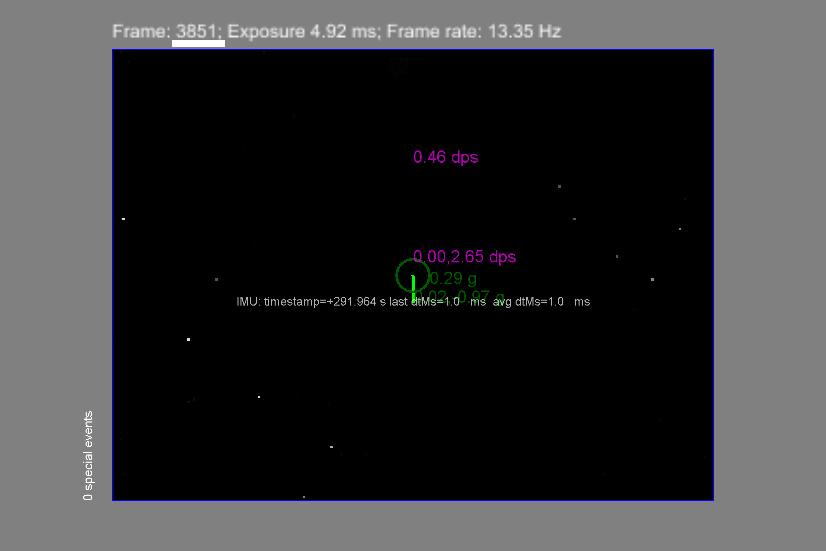 Frame: 3851; Exposure 4.92 ms; Frame rate: 13.35 Hz
0.46 dps
0.00,2.65 dps
0.29 g
0.97 g
IMU: timestamp=+291.964 s last dtMs=1.0 ms avg dtMs=1.0 ms
0 special events